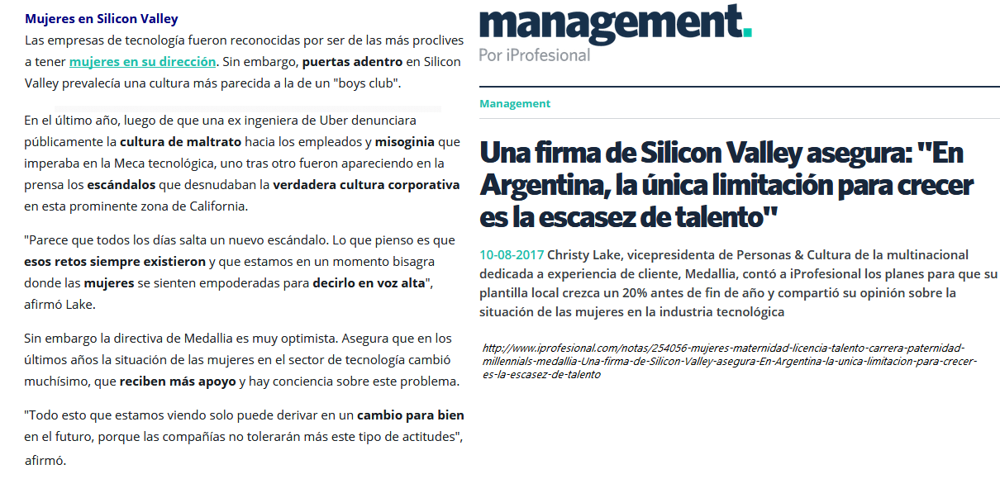 Mujeres en Silicon Valley
Las empresas de tecnología fueron reconocidas por ser de las más proclives
a tener mujeres en su dirección. Sin embargo, puertas adentro en Silicon
Valley prevalecía una cultura más parecida a la de un "boys club".
En el último año, luego de que una ex ingeniera de Uber denunciara
públicamente la cultura de maltrato hacia los empleados y misoginia que
imperaba en la Meca tecnológica, uno tras otro fueron apareciendo en la
prensa los escándalos que desnudaban la verdadera cultura corporativa
en esta prominente zona de California.
"Parece que todos los días salta un nuevo escándalo. Lo que pienso es que
esos retos siempre existieron y que estamos en un momento bisagra
donde las mujeres se sienten empoderadas para decirlo en voz alta",
afirmó Lake.
Sin embargo la directiva de Medallia es muy optimista. Asegura que en los
últimos años la situación de las mujeres en el sector de tecnología cambió
muchísimo, que reciben más apoyo y hay conciencia sobre este problema.
"Todo esto que estamos viendo solo puede derivar en un cambio para bien
en el futuro, porque las compañías no tolerarán más este tipo de actitudes",
afirmó.
management.
Por iProfesional
Management
Una firma de Silicon Valley asegura: "En
Argentina, la única limitación para crecer
es la escasez de talento"
10-08-2017 Christy Lake, vicepresidenta de Personas & Cultura de la multinacional
dedicada a experiencia de cliente, Medallia, contó a iProfesional los planes para que su
plantilla local crezca un 20% antes de fin de año y compartió su opinión sobre la
situación de las mujeres en la industria tecnológica
http://www.iprofesional.com/notas/254056-mujeres-maternidad-licencia-talento-carrera-paternidad-
millennials-medallia-Una-firma-de-Silicon-Valley-asegura-En-Argentina-la-unica-limitacion-para-crecer-
es-la-escasez-de-talento